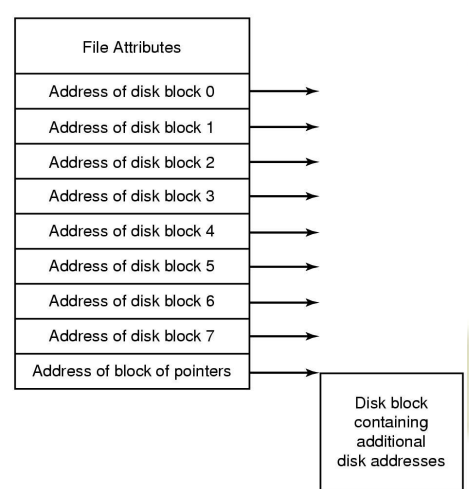 File Attributes
Address of disk block 0
Address of disk block 1
Address of disk block 2
Address of disk block 3
Address of disk block 4
Address of disk block 5
Address of disk block 6
Address of disk block 7
Address of block of pointers
Disk block
containing
additional
disk addresses